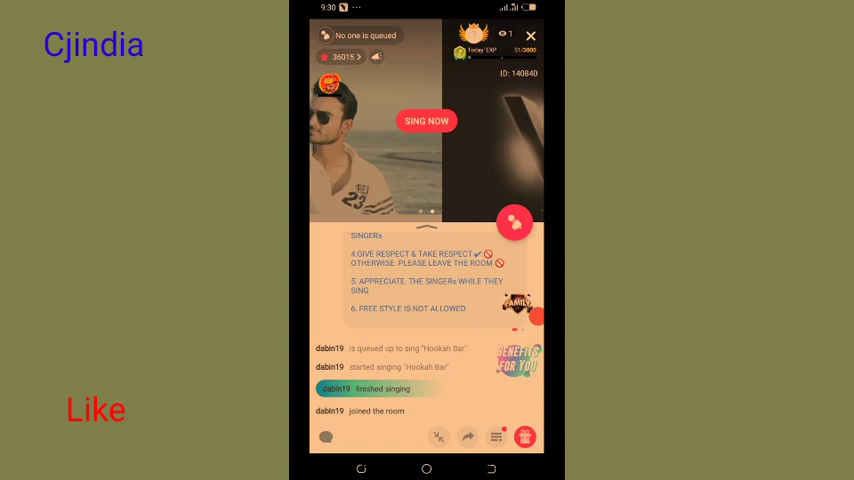 Cjindia
9:30
No one is queued
36015
1
Today' EXP 51/3800
ID: 140840
SING NOW
SINGERs
4.GIVE RESPECT & TAKE RESPECT ✔🚫
OTHERWISE PLEASE LEAVE THE ROOM 🚫
5. APPRECIATE THE SINGERs WHILE THEY
SING
6. FREE STYLE IS NOT ALLOWED
FAMILY
dabin19 is queued up to sing "Hookah Bar"
BENEFITS
FOR YOU
dabin19 started singing "Hookah Bar"
dabin19 finished singing
dabin19 joined the room
Like